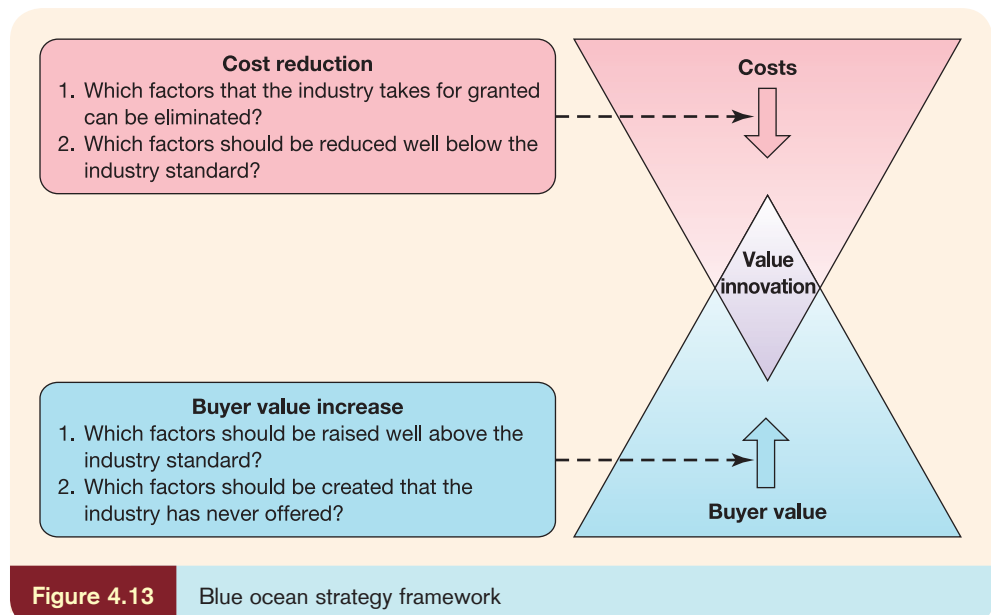 Cost reduction
1. Which factors that the industry takes for granted
can be eliminated?
2. Which factors should be reduced well below the
industry standard?
Costs
Value
innovation
Buyer value increase
1. Which factors should be raised well above the
industry standard?
2. Which factors should be created that the
industry has never offered?
Buyer value
Figure 4.13 Blue ocean strategy framework